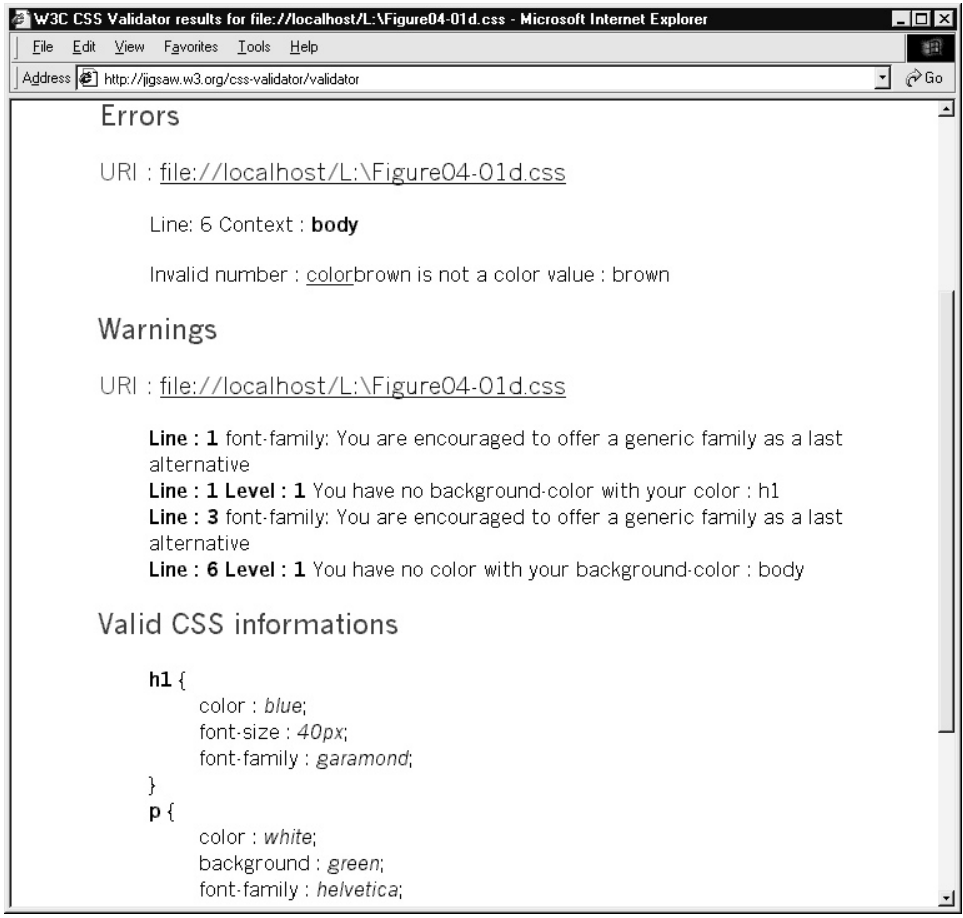 W3C CSS Validator results for file://localhost/L:\Figure04-01d.css - Microsoft Internet Explorer
File Edit View Favorites Tools Help
Address http://jigsaw.w3.org/css-validator/validator Go
Errors
URI : file://localhost/L:\Figure04-01d.css
Line: 6 Context : body
Invalid number : colorbrown is not a color value : brown
Warnings
URI : file://localhost/L:\Figure04-01d.css
Line : 1 font-family: You are encouraged to offer a generic family as a last
alternative
Line : 1 Level : 1 You have no background-color with your color : h1
Line : 3 font-family: You are encouraged to offer a generic family as a last
alternative
Line : 6 Level : 1 You have no color with your background-color : body
Valid CSS informations
h1 {
color : blue;
font-size : 40px;
font-family : garamond;
}
p {
color : white;
background : green;
font-family : helvetica;